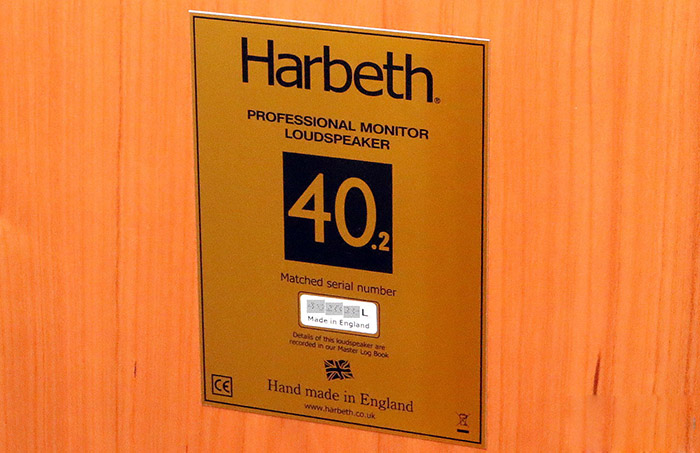 Harbeth®
PROFESSIONAL MONITOR
LOUDSPEAKER
40.2
Matched serial number
L
Made in England
Details of this loudspeaker are
recorded in our Master Log Book
CE
Hand made in England
www.harbeth.co.uk